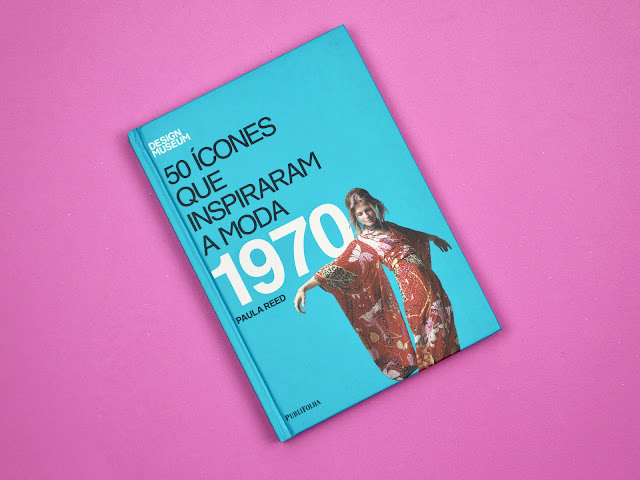 DESIGN
MUSEUM
50 ÍCONES
QUE
INSPIRARAM
A MODA
1970
PAULA REED
PUBLIFOLHA